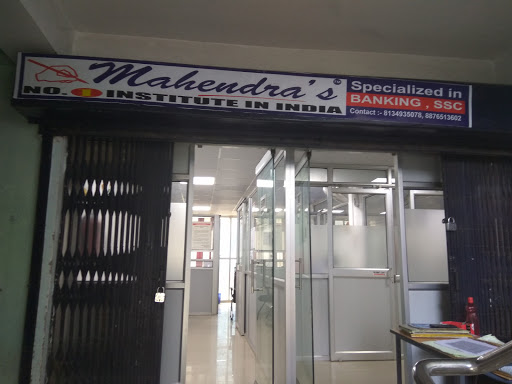 Mahendra's
NO. 1 INSTITUTE IN INDIA
Specialized in
BANKING , SSC
Contact :- 8134935078, 8876513602